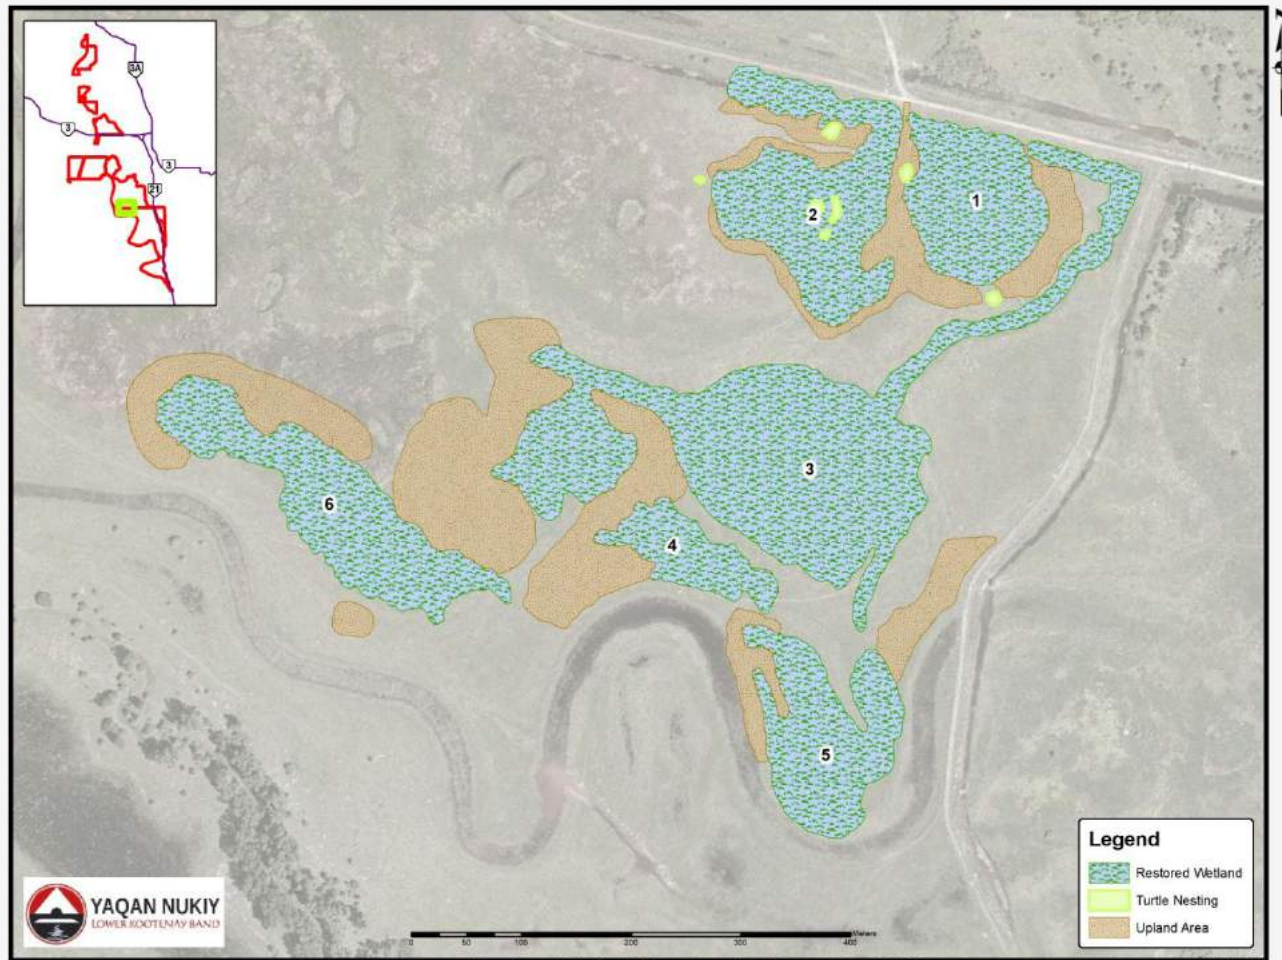 3A
3
3
21
1
2
3
4
5
6
Legend
Restored Wetland
Turtle Nesting
Upland Area
YAQAN NUKIY
LOWER KOOTENAY BAND
Meters
0 50 100 200 300 400